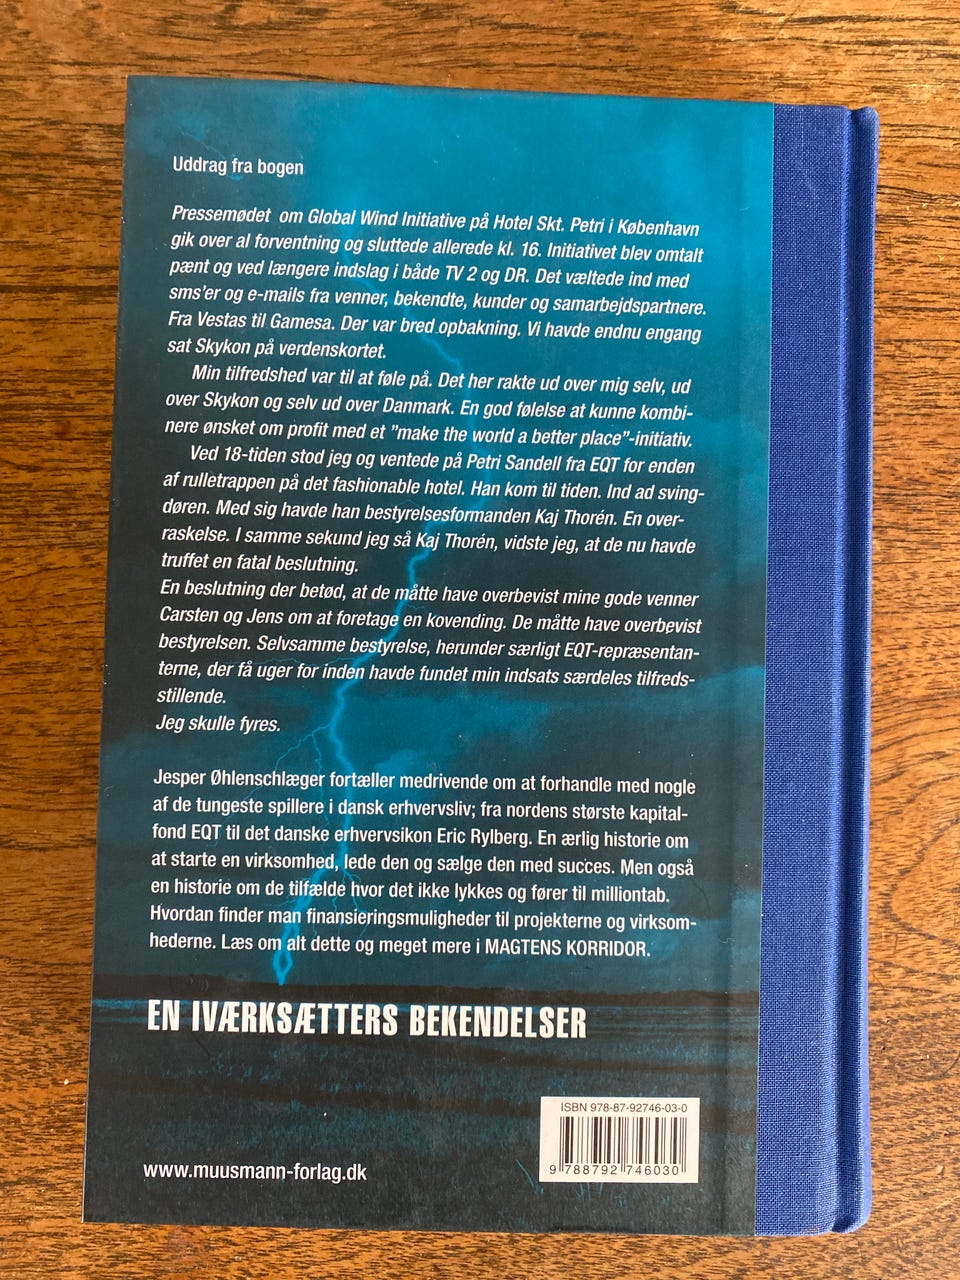 Uddrag fra bogen
Pressemødet om Global Wind Initiative på Hotel Skt. Petri i København
gik over al forventning og sluttede allerede kl. 16. Initiativet blev omtalt
pænt og ved længere indslag i både TV 2 og DR. Det væltede ind med
sms'er og e-mails fra venner, bekendte, kunder og samarbejdspartnere.
Fra Vestas til Gamesa. Der var bred opbakning. Vi havde endnu engang
sat Skykon på verdenskortet.
Min tilfredshed var til at føle på. Det her rakte ud over mig selv, ud
over Skykon og selv ud over Danmark. En god følelse at kunne kombi-
nere ønsket om profit med et ”make the world a better place”-initiativ.
Ved 18-tiden stod jeg og ventede på Petri Sandell fra EQT for enden
af rulletrappen på det fashionable hotel. Han kom til tiden. Ind ad sving-
døren. Med sig havde han bestyrelsesformanden Kaj Thorén. En over-
raskelse. I samme sekund jeg så Kaj Thorén, vidste jeg, at de nu havde
truffet en fatal beslutning.
En beslutning der betød, at de måtte have overbevist mine gode venner
Carsten og Jens om at foretage en kovending. De måtte have overbevist
bestyrelsen. Selvsamme bestyrelse, herunder særligt EQT-repræsentan-
terne, der få uger for inden havde fundet min indsats særdeles tilfreds-
stillende.
Jeg skulle fyres.
Jesper Øhlenschlæger fortæller medrivende om at forhandle med nogle
af de tungeste spillere i dansk erhvervsliv; fra nordens største kapital-
fond EQT til det danske erhvervsikon Eric Rylberg. En ærlig historie om
at starte en virksomhed, lede den og sælge den med succes. Men også
en historie om de tilfælde hvor det ikke lykkes og fører til milliontab.
Hvordan finder man finansieringsmuligheder til projekterne og virksom-
hederne. Læs om alt dette og meget mere i MAGTENS KORRIDOR.
EN IVÆRKSÆTTERS BEKENDELSER
ISBN 978-87-92746-03-0
9 788792 746030
www.muusmann-forlag.dk